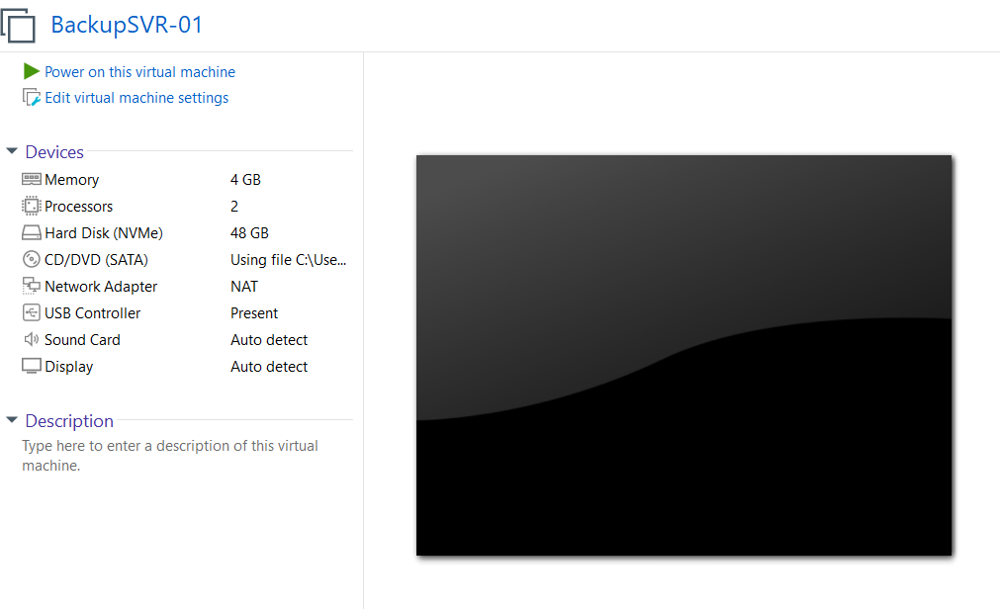 BackupSVR-01
Power on this virtual machine
Edit virtual machine settings
Devices
Memory 4 GB
Processors 2
Hard Disk (NVMe) 48 GB
CD/DVD (SATA) Using file C:\Use...
Network Adapter NAT
USB Controller Present
Sound Card Auto detect
Display Auto detect
Description
Type here to enter a description of this virtual
machine.